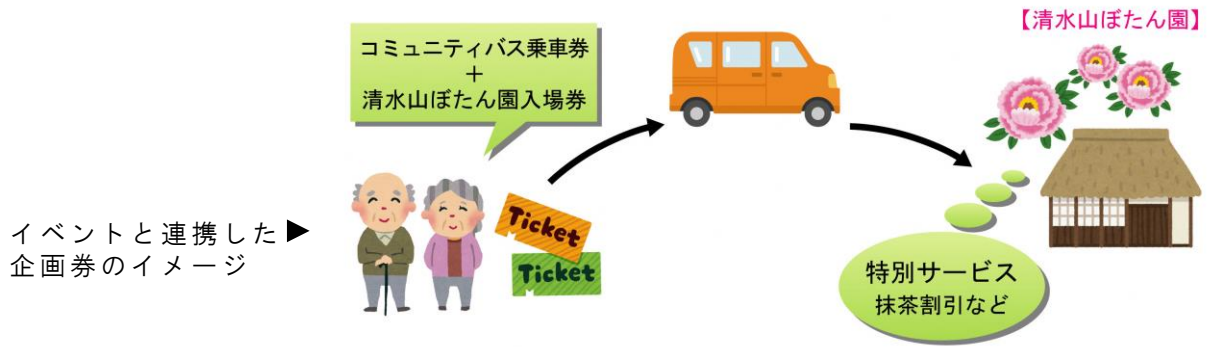 【清水山ぼたん園】
コミュニティバス乗車券
+
清水山ぼたん園入場券
Ticket
Ticket
イベントと連携した▶
企画券のイメージ
特別サービス
抹茶割引など